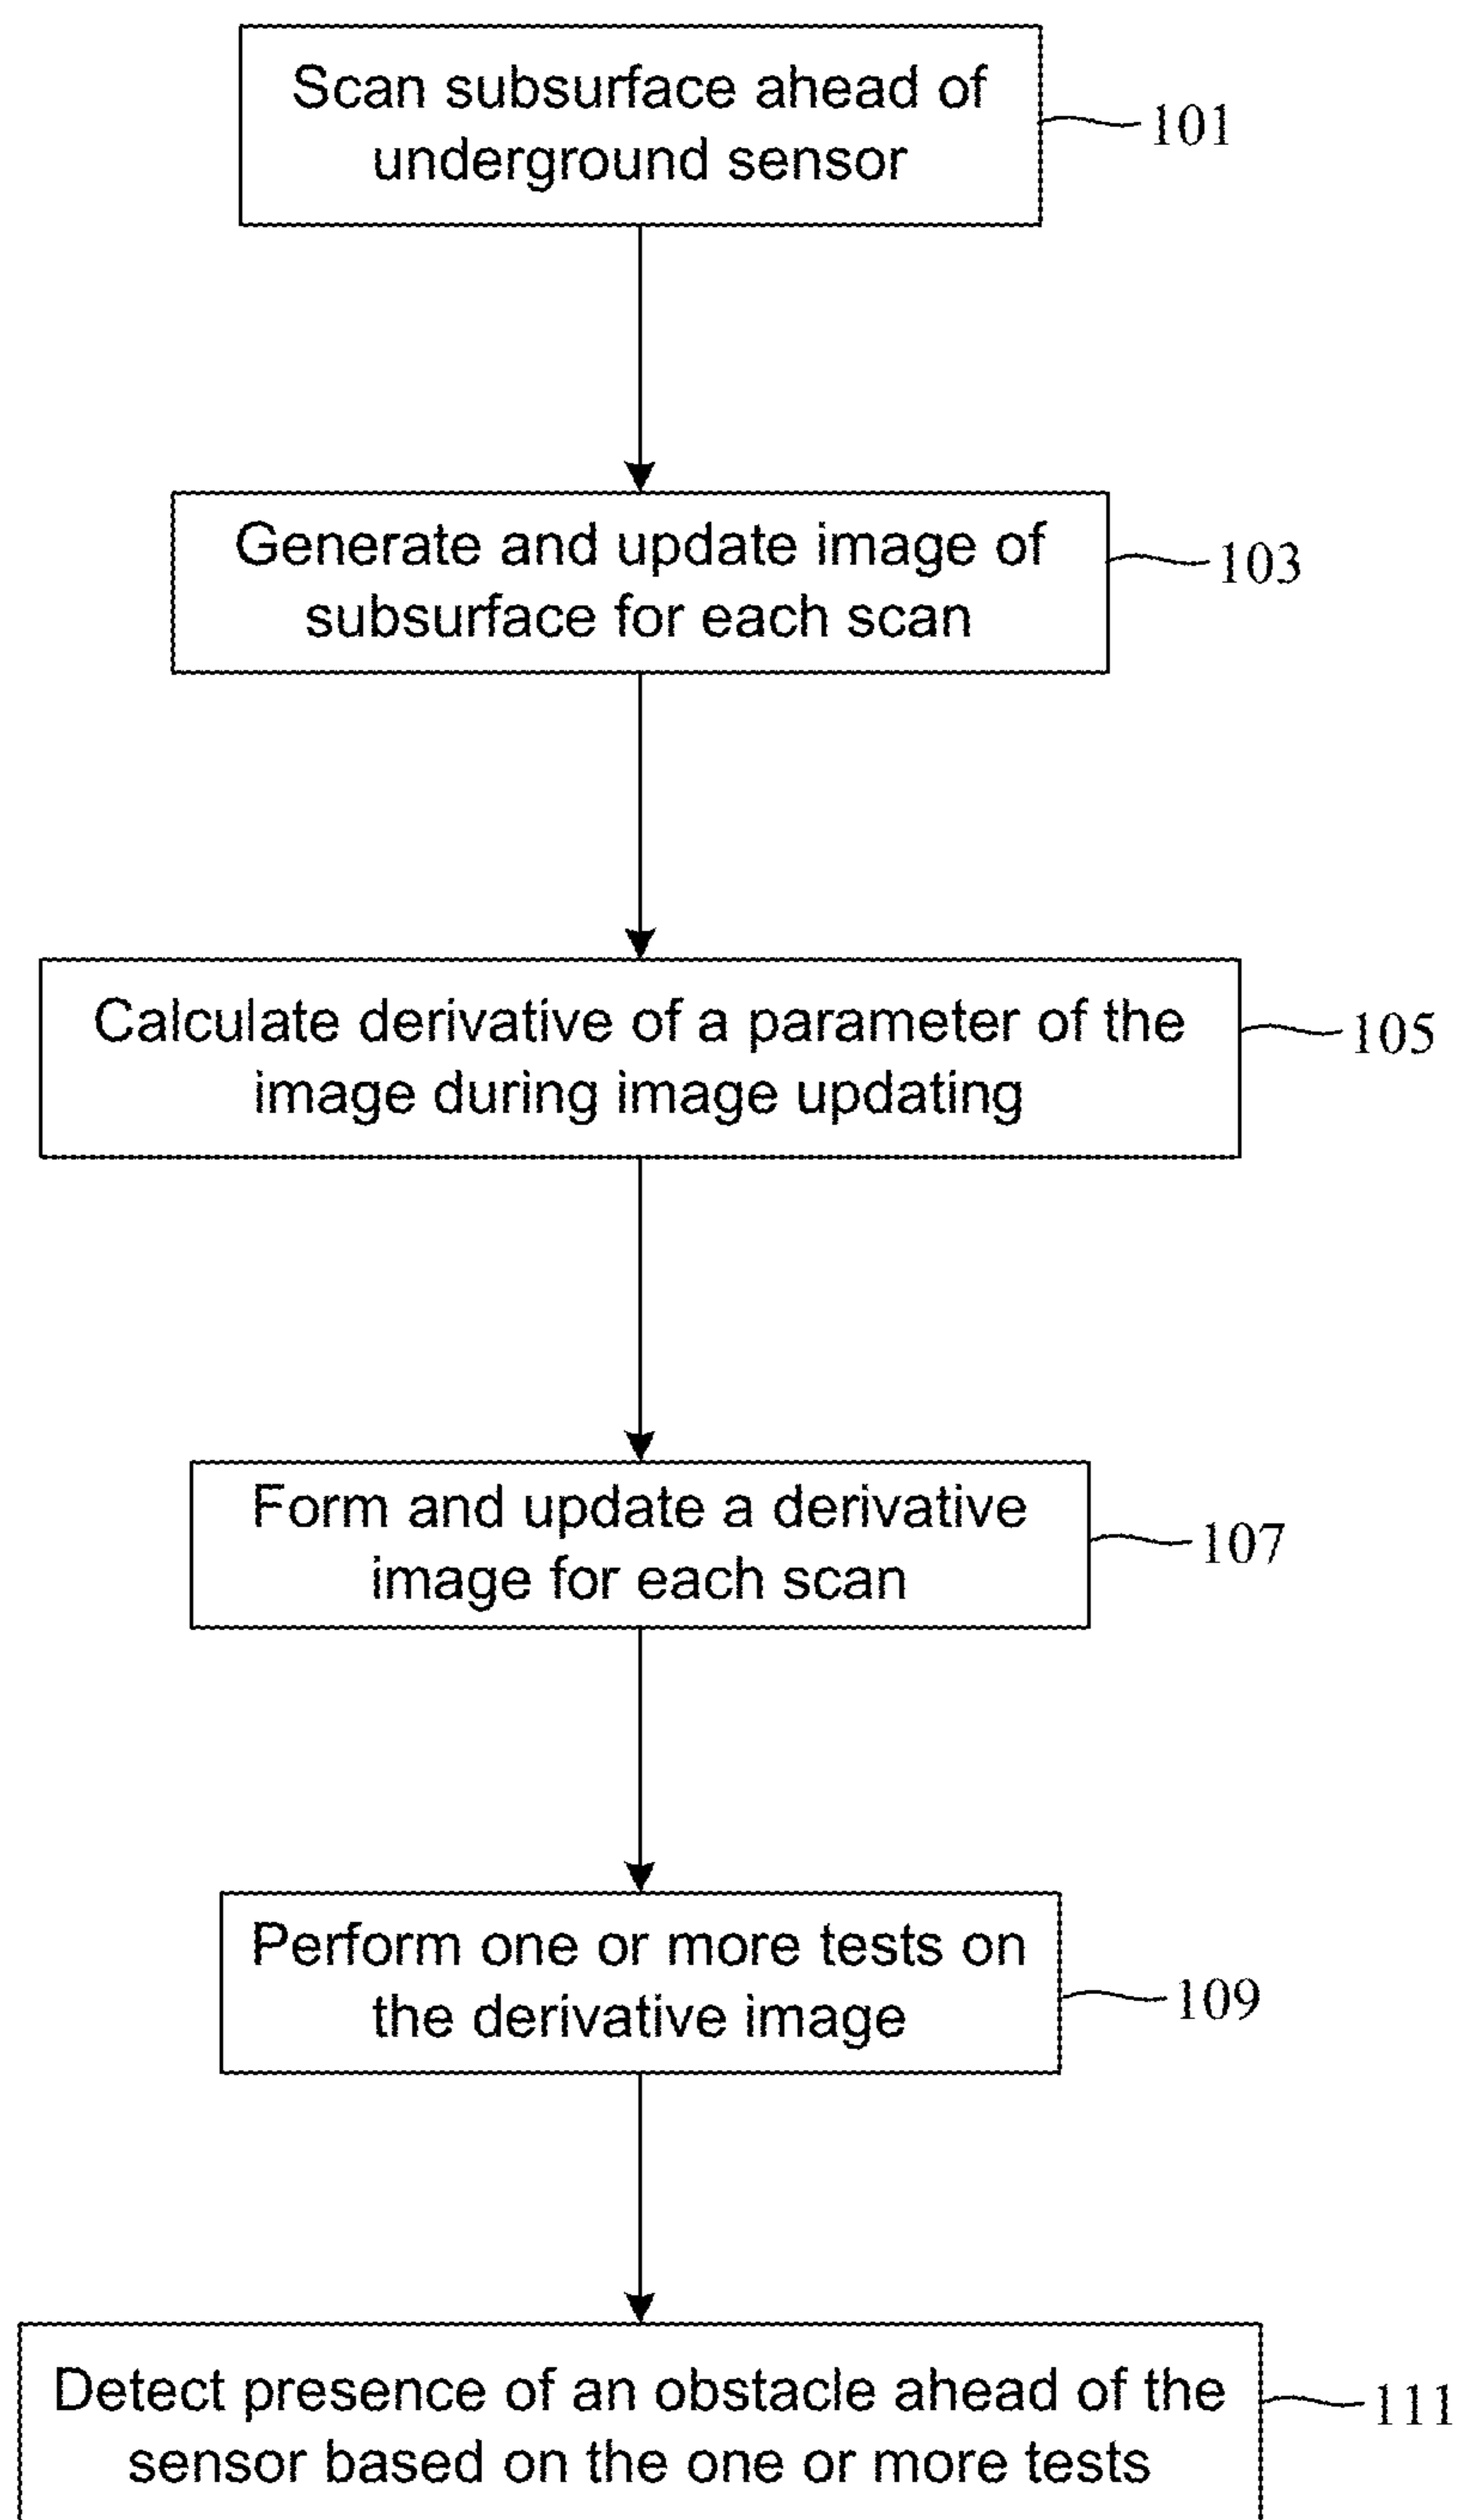 Scan subsurface ahead of
underground sensor
101
Generate and update image of
subsurface for each scan
103
Calculate derivative of a parameter of the
image during image updating
105
Form and update a derivative
image for each scan
107
Perform one or more tests on
the derivative image
109
Detect presence of an obstacle ahead of the
sensor based on the one or more tests
111